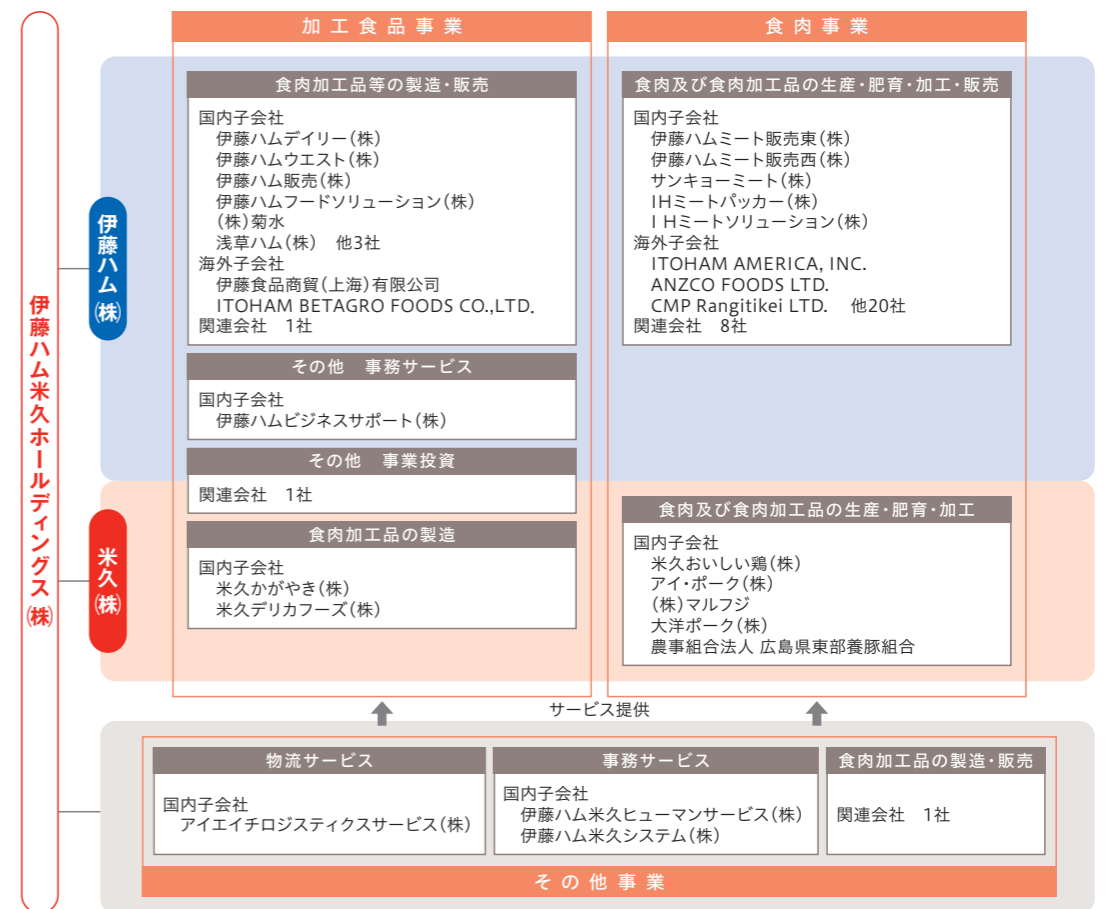 伊藤ハム米久ホールディングス(株)
加工食品事業
食肉事業
伊藤ハム(株)
食肉加工品等の製造・販売
国内子会社
伊藤ハムデイリー(株)
伊藤ハムウエスト(株)
伊藤ハム販売(株)
伊藤ハムフードソリューション(株)
(株)菊水
浅草ハム(株) 他3社
海外子会社
伊藤食品商貿(上海)有限公司
ITOHAM BETAGRO FOODS CO.,LTD.
関連会社 1社
その他 事務サービス
国内子会社
伊藤ハムビジネスサポート(株)
その他 事業投資
関連会社 1社
食肉及び食肉加工品の生産・肥育・加工・販売
国内子会社
伊藤ハムミート販売東(株)
伊藤ハムミート販売西(株)
サンキョーミート(株)
IHミートパッカー(株)
I Hミートソリューション(株)
海外子会社
ITOHAM AMERICA, INC.
ANZCO FOODS LTD.
CMP Rangitikei LTD. 他20社
関連会社 8社
米久(株)
食肉加工品の製造
国内子会社
米久かがやき(株)
米久デリカフーズ(株)
食肉及び食肉加工品の生産・肥育・加工
国内子会社
米久おいしい鶏(株)
アイ・ポーク(株)
(株)マルフジ
大洋ポーク(株)
農事組合法人 広島県東部養豚組合
サービス提供
物流サービス
国内子会社
アイエイチロジスティクスサービス(株)
事務サービス
国内子会社
伊藤ハム米久ヒューマンサービス(株)
伊藤ハム米久システム(株)
食肉加工品の製造・販売
関連会社 1社
その他事業